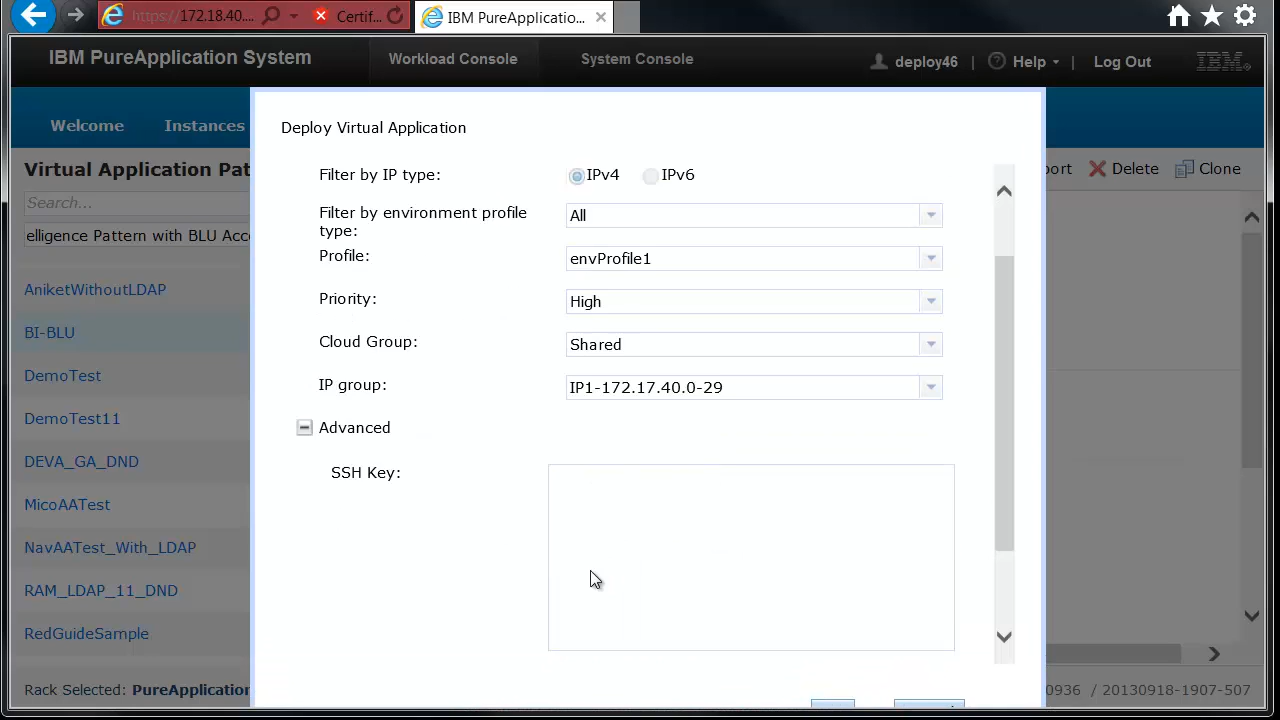 https://172.18.40....
Certif...
IBM PureApplicatio...
IBM PureApplication System
Workload Console
System Console
deploy46 |
Help
| Log Out
IBM
Welcome
Instances
Virtual Application Pat
ort
Delete
Clone
Search...
elligence Pattern with BLU Acc
AniketWithoutLDAP
BI-BLU
DemoTest
DemoTest11
DEVA_GA_DND
MicoAATest
NavAATest_With_LDAP
RAM_LDAP_11_DND
RedGuideSample
Rack Selected: PureApplication
Deploy Virtual Application
Filter by IP type:
IPv4
IPv6
Filter by environment profile
type:
All
Profile:
envProfile1
Priority:
High
Cloud Group:
Shared
IP group:
IP1-172.17.40.0-29
Advanced
SSH Key:
0936 / 20130918-1907-507